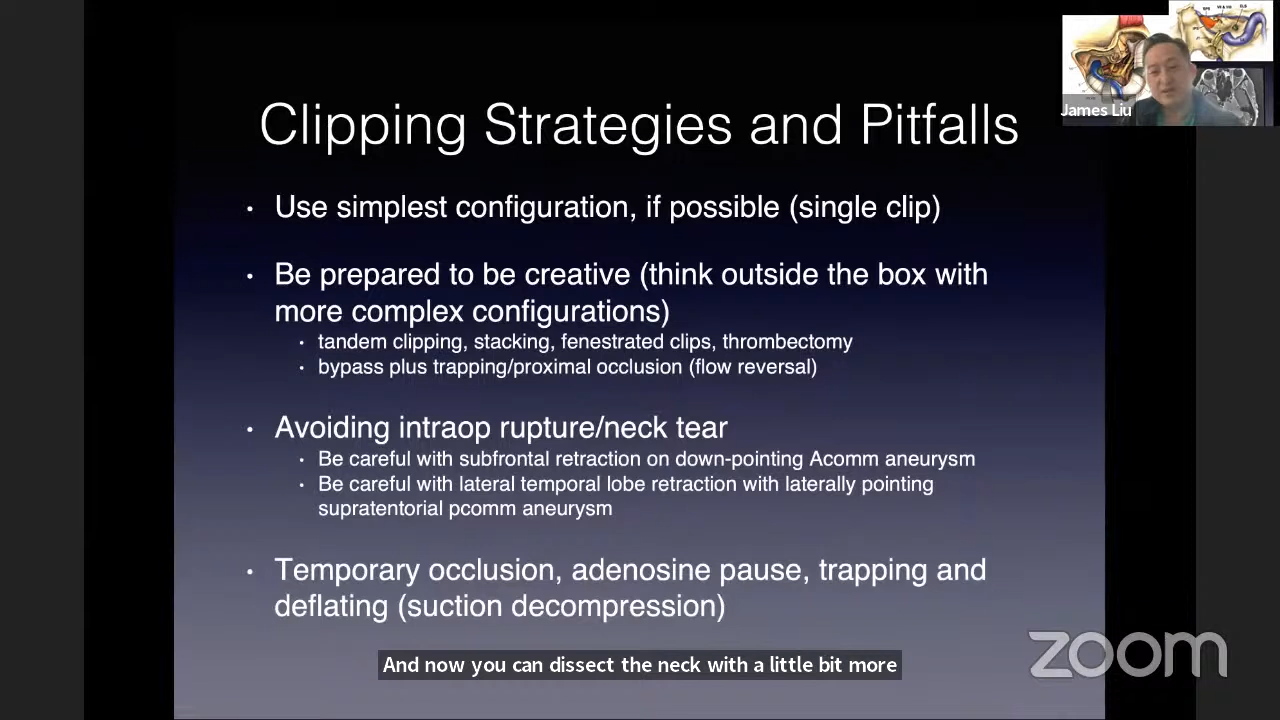 Clipping Strategies and Pitfalls
James Liu
• Use simplest configuration, if possible (single clip)
• Be prepared to be creative (think outside the box with
more complex configurations)
• tandem clipping, stacking, fenestrated clips, thrombectomy
• bypass plus trapping/proximal occlusion (flow reversal)
• Avoiding intraop rupture/neck tear
• Be careful with subfrontal retraction on down-pointing Acomm aneurysm
• Be careful with lateral temporal lobe retraction with laterally pointing
supratentorial pcomm aneurysm
• Temporary occlusion, adenosine pause, trapping and
deflating (suction decompression)
And now you can dissect the neck with a little bit more
zoom